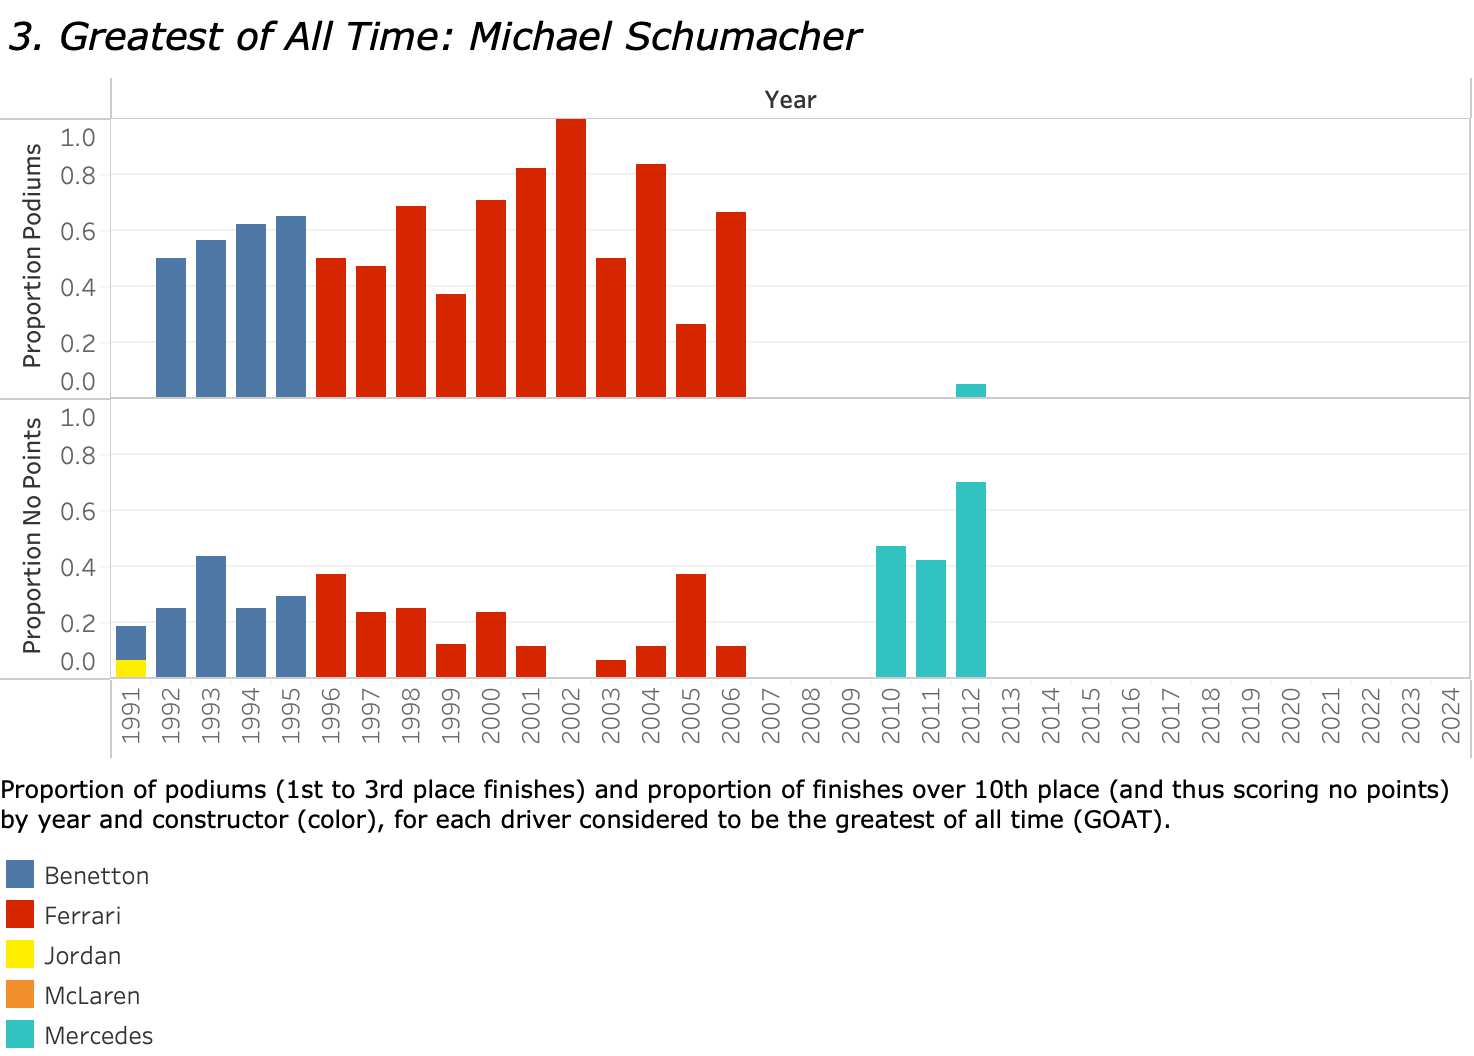 3. Greatest of All Time: Michael Schumacher
Year
Proportion Podiums
1.0
0.8
0.6
0.4
0.2
0.0
Proportion No Points
1.0
0.8
0.6
0.4
0.2
0.0
1991 1992 1993 1994 1995 1996 1997 1998 1999 2000 2001 2002 2003 2004 2005 2006 2007 2008 2009 2010 2011 2012 2013 2014 2015 2016 2017 2018 2019 2020 2021 2022 2023 2024
Proportion of podiums (1st to 3rd place finishes) and proportion of finishes over 10th place (and thus scoring no points)
by year and constructor (color), for each driver considered to be the greatest of all time (GOAT).
Benetton
Ferrari
Jordan
McLaren
Mercedes